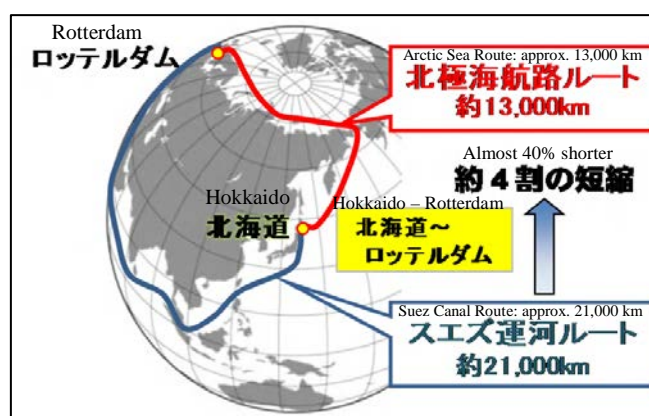 Rotterdam
ロッテルダム
Arctic Sea Route: approx. 13,000 km
北極海航路ルート
約13,000km
Almost 40% shorter
約４割の短縮
Hokkaido
北海道
Hokkaido – Rotterdam
北海道～
ロッテルダム
Suez Canal Route: approx. 21,000 km
スエズ運河ルート
約21,000km